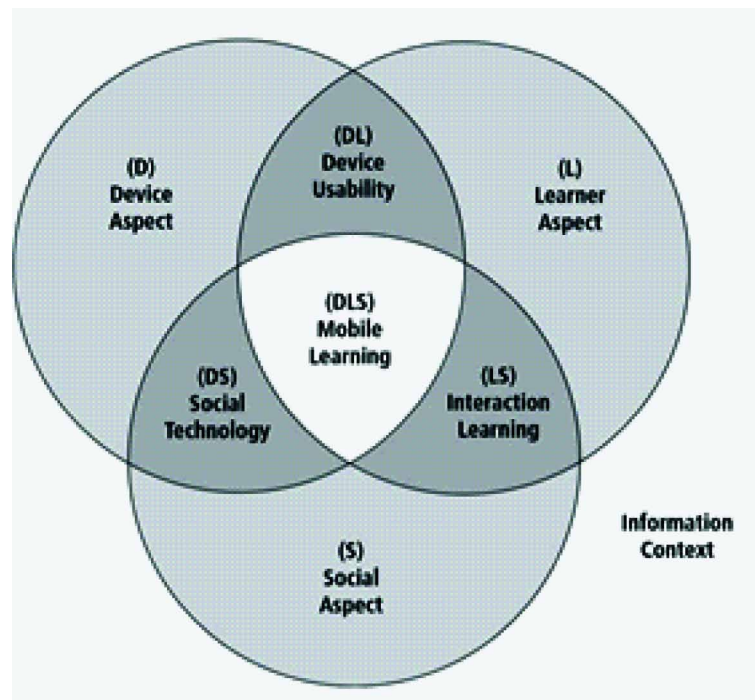 (DL)
Device
Usability
(D)
Device
Aspect
(L)
Learner
Aspect
(DLS)
Mobile
Learning
(DS)
Social
Technology
(LS)
Interaction
Learning
(S)
Social
Aspect
Information
Context